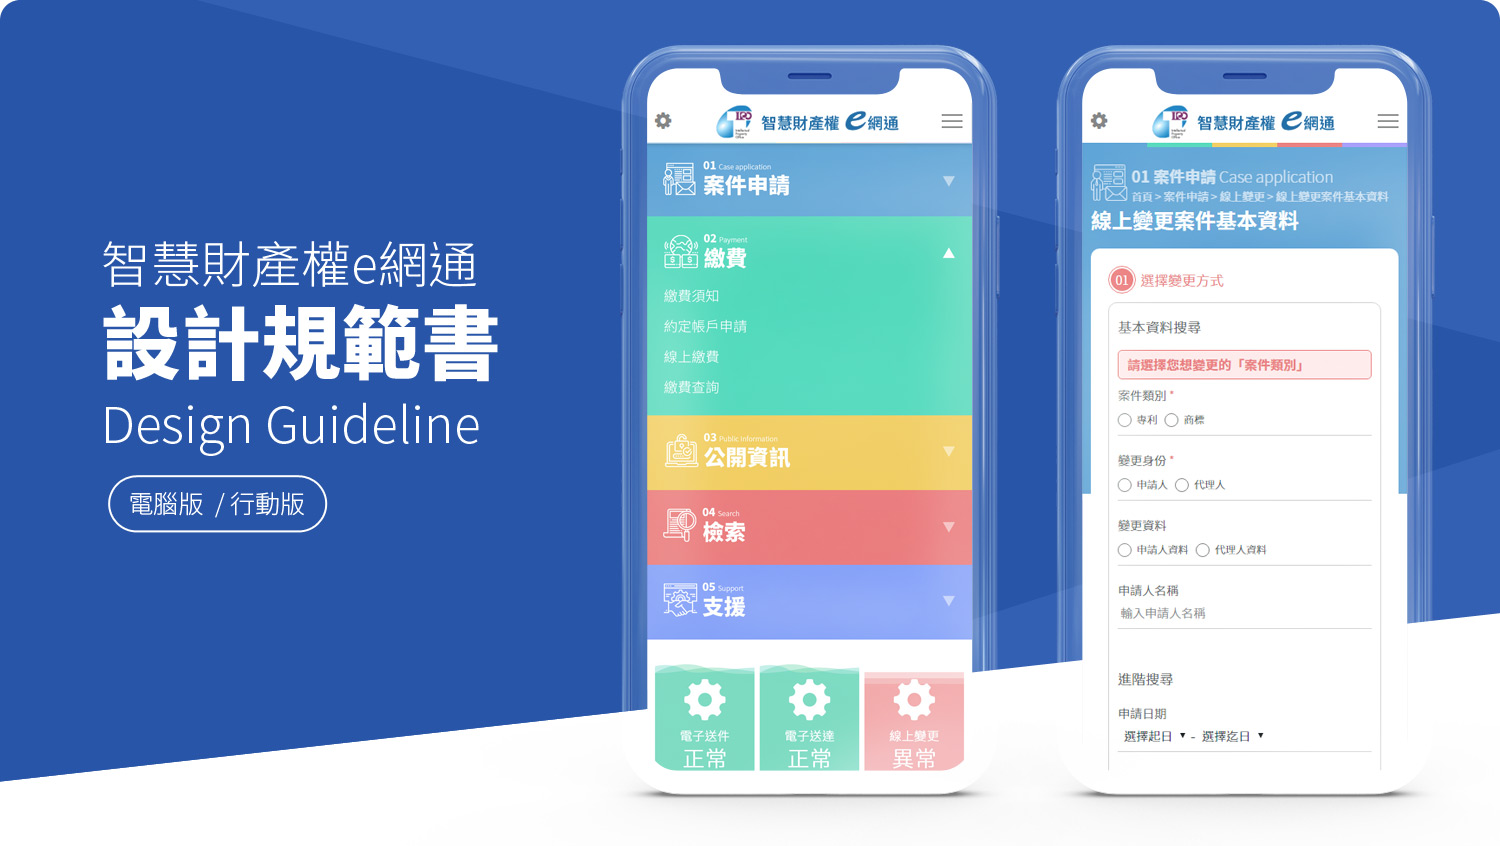 智慧財產權e網通
設計規範書
Design Guideline
電腦版 / 行動版
IPO
Intellectual
Property
Office
智慧財產權 e網通
01 Case application
案件申請
02 Payment
繳費
繳費須知
約定帳戶申請
線上繳費
繳費查詢
03 Public Information
公開資訊
04 Search
檢索
05 Support
支援
電子送件
正常
電子送達
正常
線上變更
異常
IPO
Intellectual
Property
Office
智慧財產權 e網通
01 案件申請 Case application
首頁 > 案件申請 > 線上變更 > 線上變更案件基本資料
線上變更案件基本資料
01 選擇變更方式
基本資料搜尋
請選擇您想變更的「案件類別」
案件類別 *
專利 商標
變更身份 *
申請人 代理人
變更資料
申請人資料 代理人資料
申請人名稱
輸入申請人名稱
進階搜尋
申請日期
選擇起日 ▼ - 選擇迄日 ▼